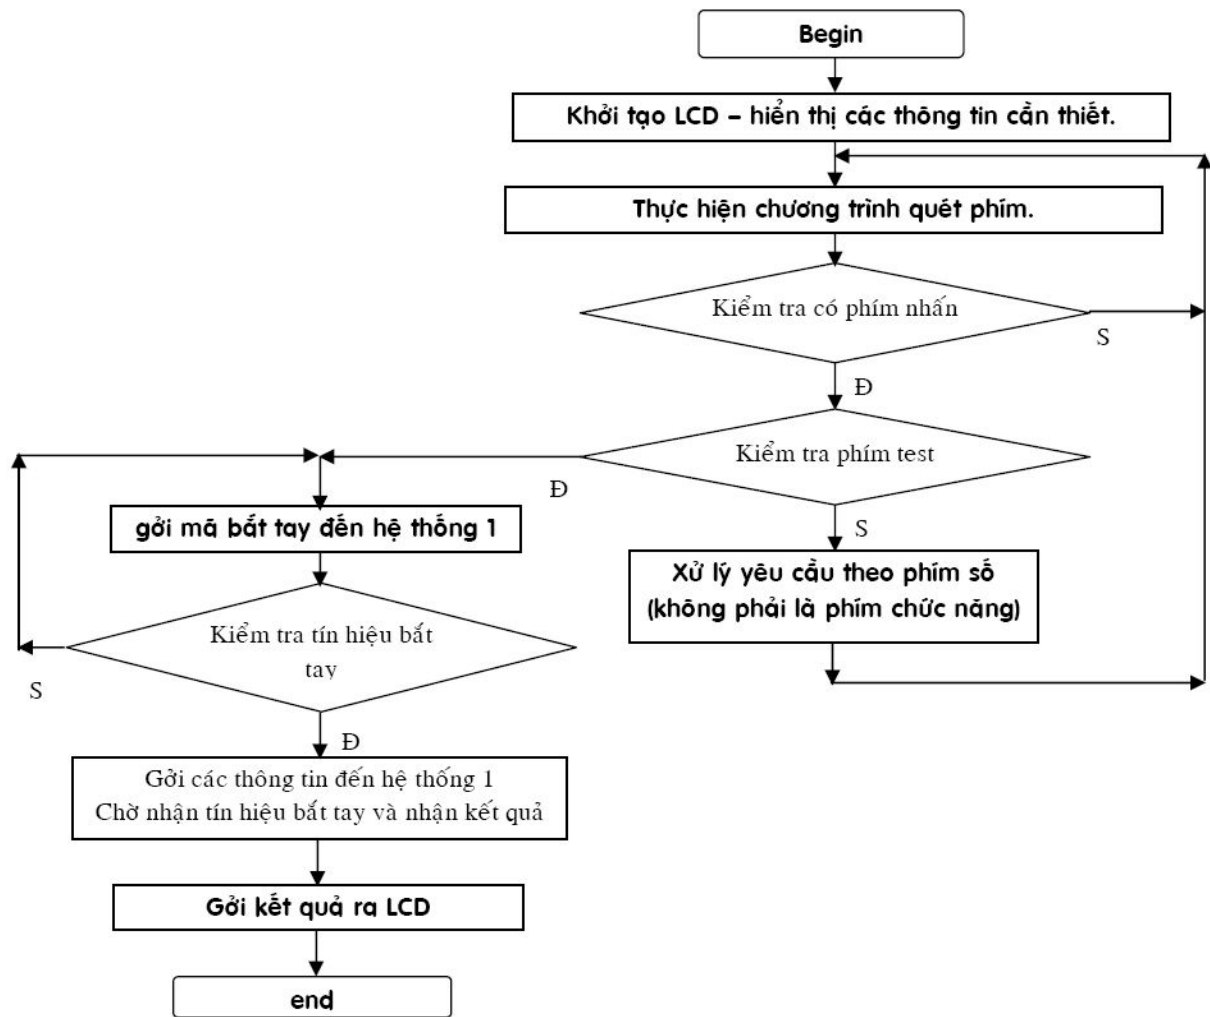 Begin
Khởi tạo LCD – hiển thị các thông tin cần thiết.
Thực hiện chương trình quét phím.
Kiểm tra có phím nhấn
S
Đ
Kiểm tra phím test
Đ
S
gởi mã bắt tay đến hệ thống 1
Xử lý yêu cầu theo phím số
(không phải là phím chức năng)
Kiểm tra tín hiệu bắt
tay
S
Đ
Gởi các thông tin đến hệ thống 1
Chờ nhận tín hiệu bắt tay và nhận kết quả
Gởi kết quả ra LCD
end